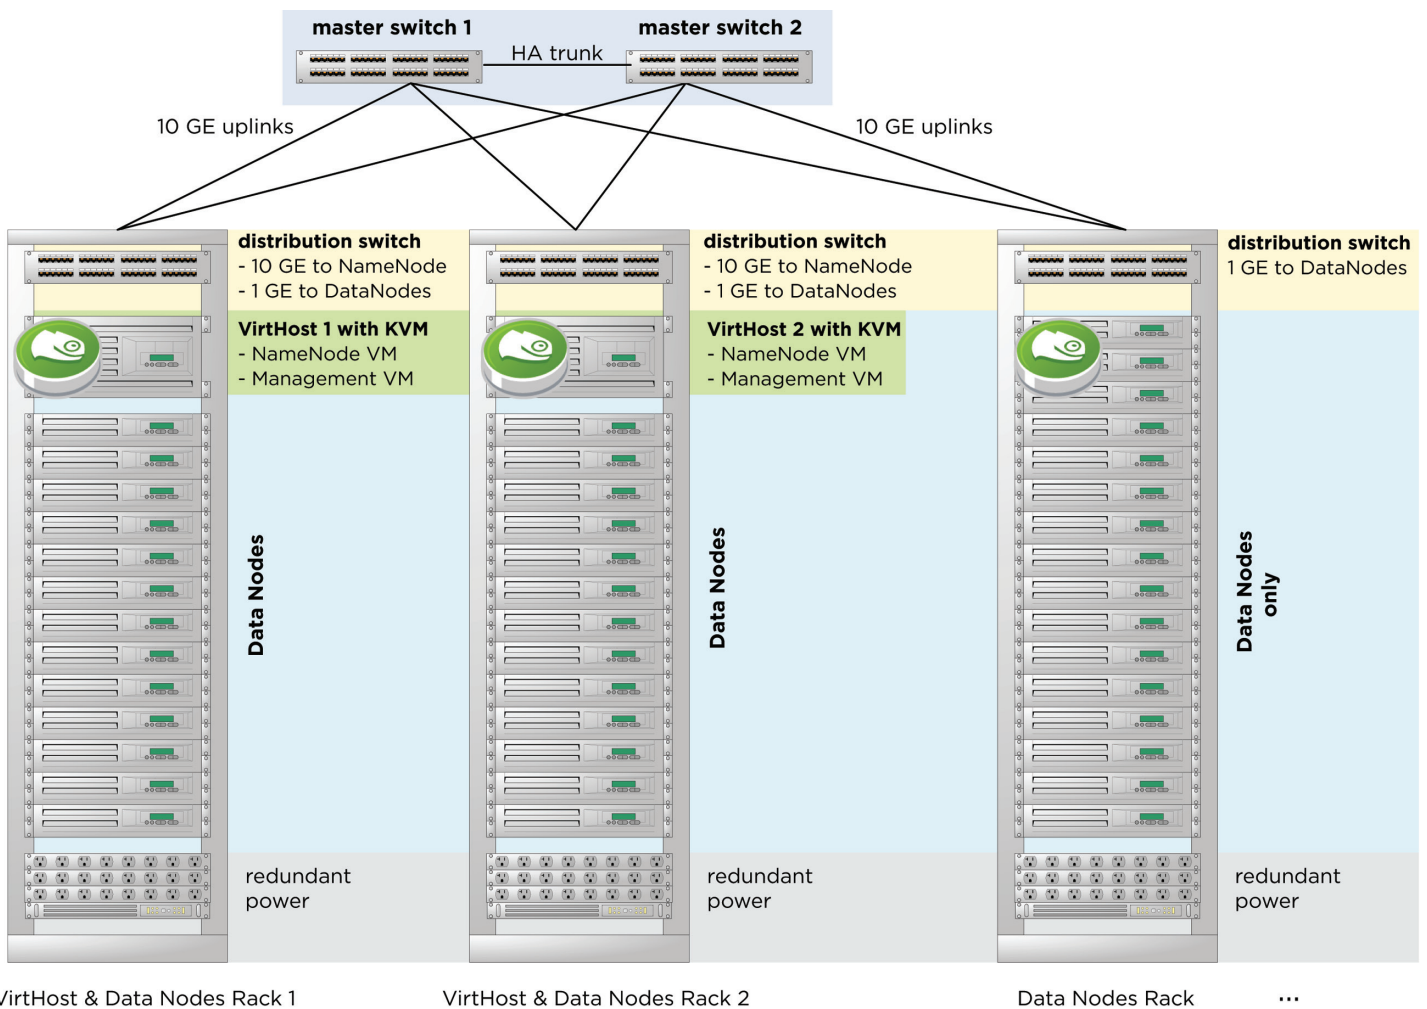 master switch 1
master switch 2
HA trunk
10 GE uplinks
10 GE uplinks
distribution switch
- 10 GE to NameNode
- 1 GE to DataNodes
VirtHost 1 with KVM
- NameNode VM
- Management VM
Data Nodes
redundant
power
distribution switch
- 10 GE to NameNode
- 1 GE to DataNodes
VirtHost 2 with KVM
- NameNode VM
- Management VM
Data Nodes
redundant
power
distribution switch
1 GE to DataNodes
Data Nodes
only
redundant
power
VirtHost & Data Nodes Rack 1
VirtHost & Data Nodes Rack 2
Data Nodes Rack
...